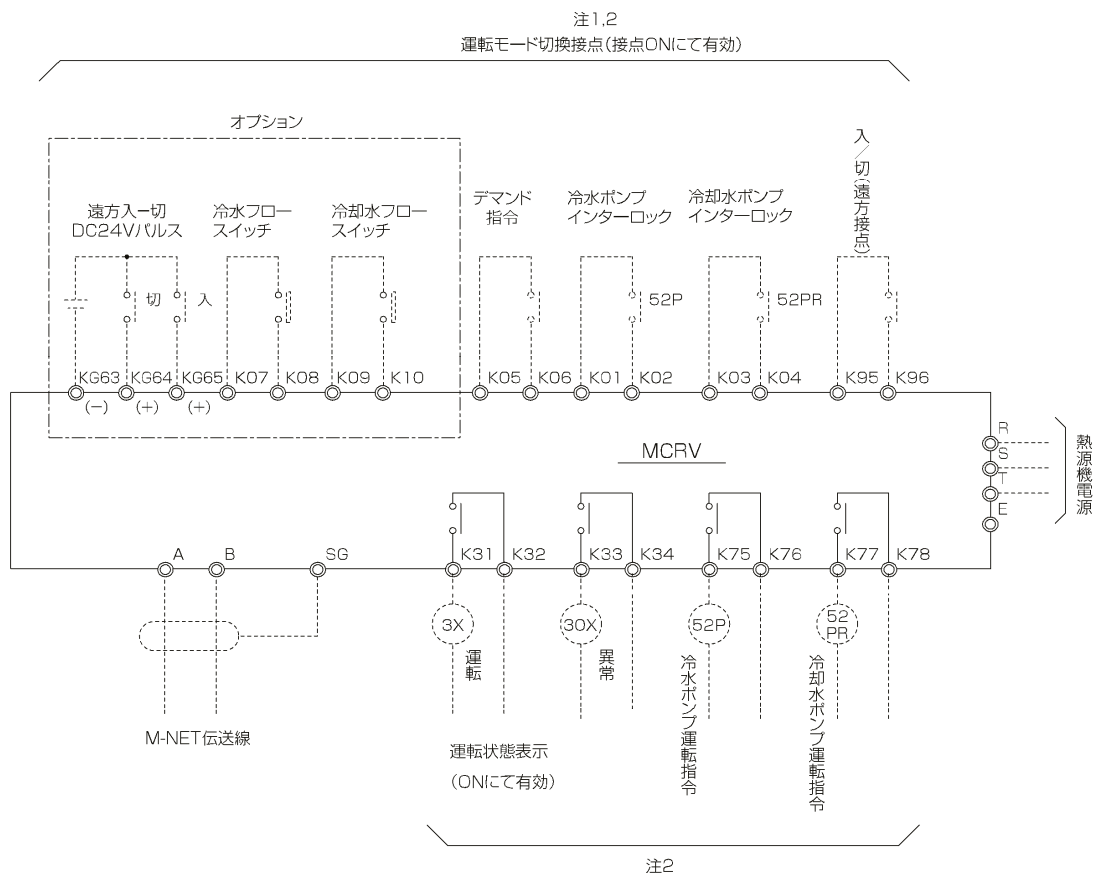 注1,2
運転モード切換接点(接点ONにて有効)
オプション
遠方入ー切
DC24Vパルス
冷水フロー
スイッチ
冷却水フロー
スイッチ
デマンド
指令
冷水ポンプ
インターロック
冷却水ポンプ
インターロック
入／切(遠方接点)
切
入
52P
52PR
KG63
KG64
KG65
K07
K08
K09
K10
K05
K06
K01
K02
K03
K04
K95
K96
(−)
(+)
(+)
MCRV
R
S
T
E
熱源機電源
A
B
SG
K31
K32
K33
K34
K75
K76
K77
K78
3X
30X
52P
52
PR
運転
異常
冷水ポンプ運転指令
冷却水ポンプ運転指令
M-NET伝送線
運転状態表示
(ONにて有効)
注2